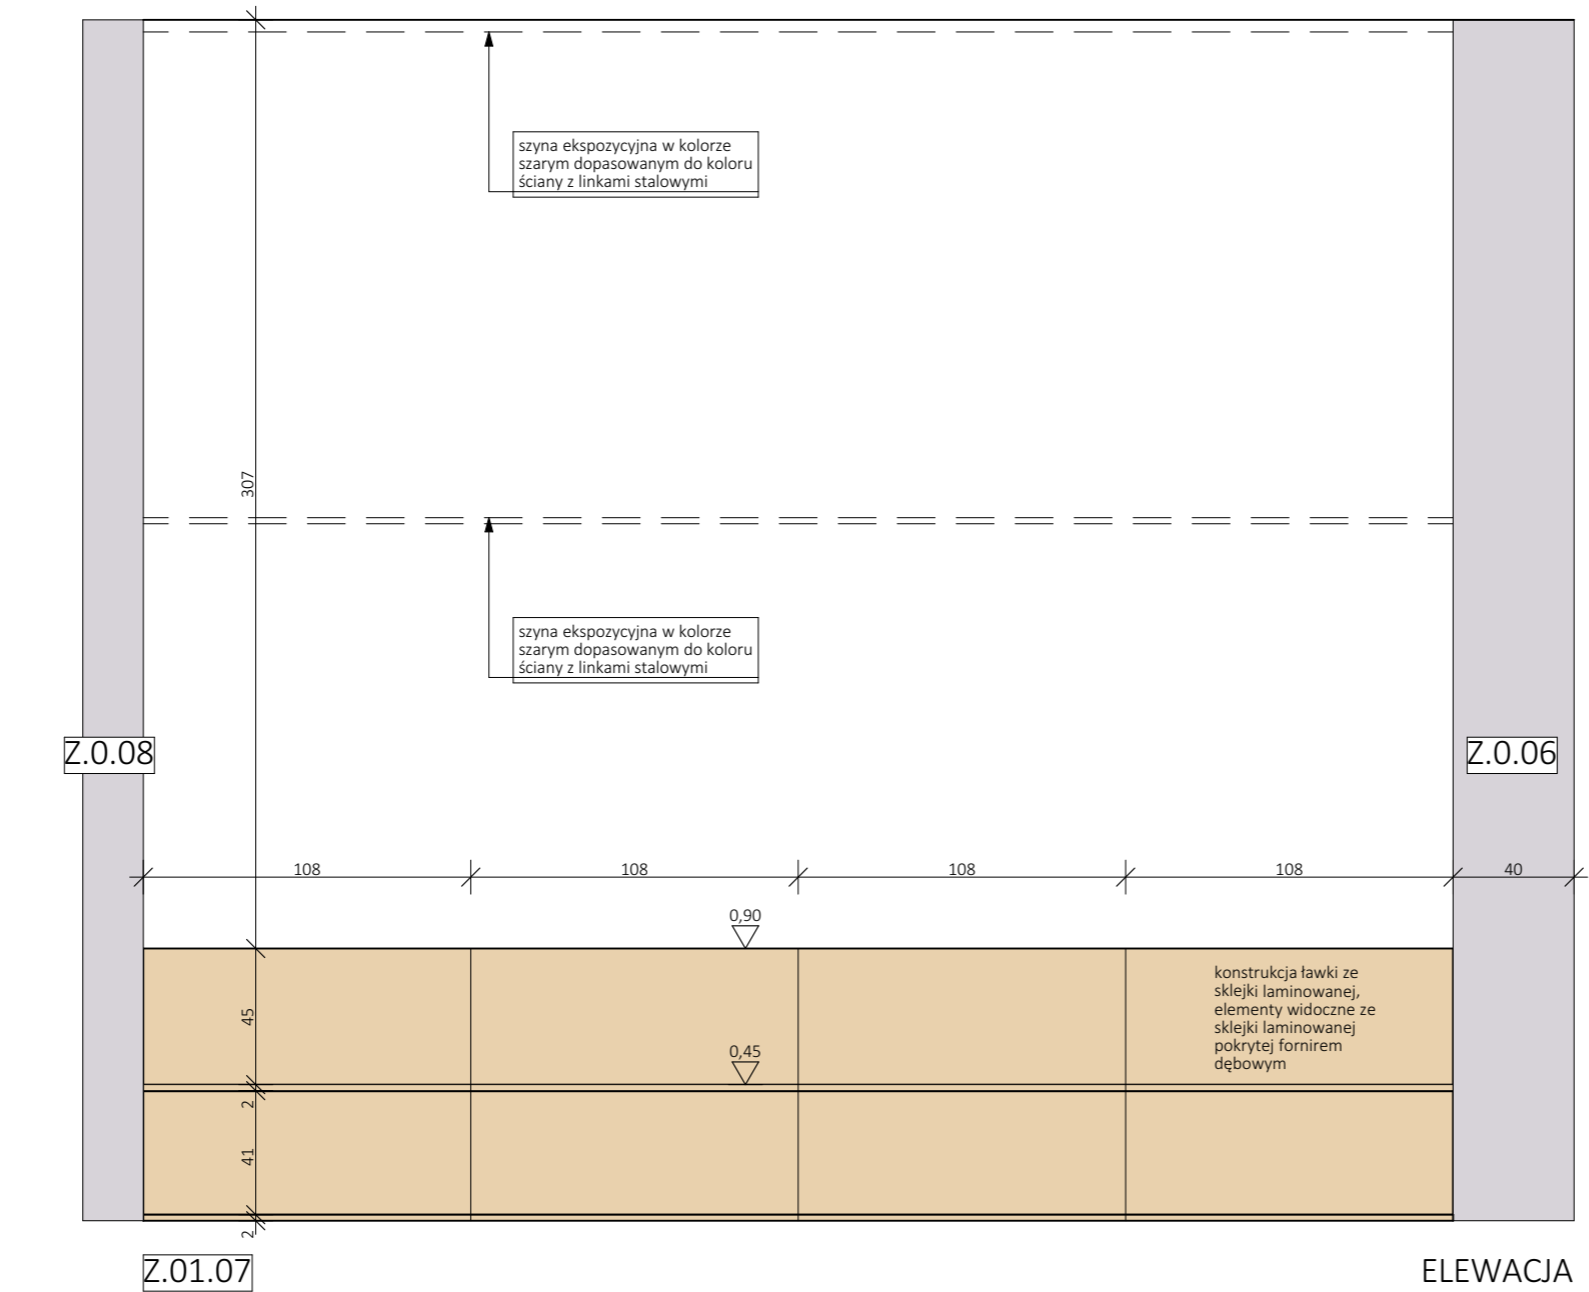 szyna ekspozycyjna w kolorze
szarym dopasowanym do koloru
ściany z linkami stalowymi
307
szyna ekspozycyjna w kolorze
szarym dopasowanym do koloru
ściany z linkami stalowymi
Z.0.08
Z.0.06
108
108
108
108
40
0,90
konstrukcja ławki ze
sklejki laminowanej,
elementy widoczne ze
sklejki laminowanej
pokrytej fornirem
dębowym
45
0,45
2
41
2
Z.01.07
ELEWACJA